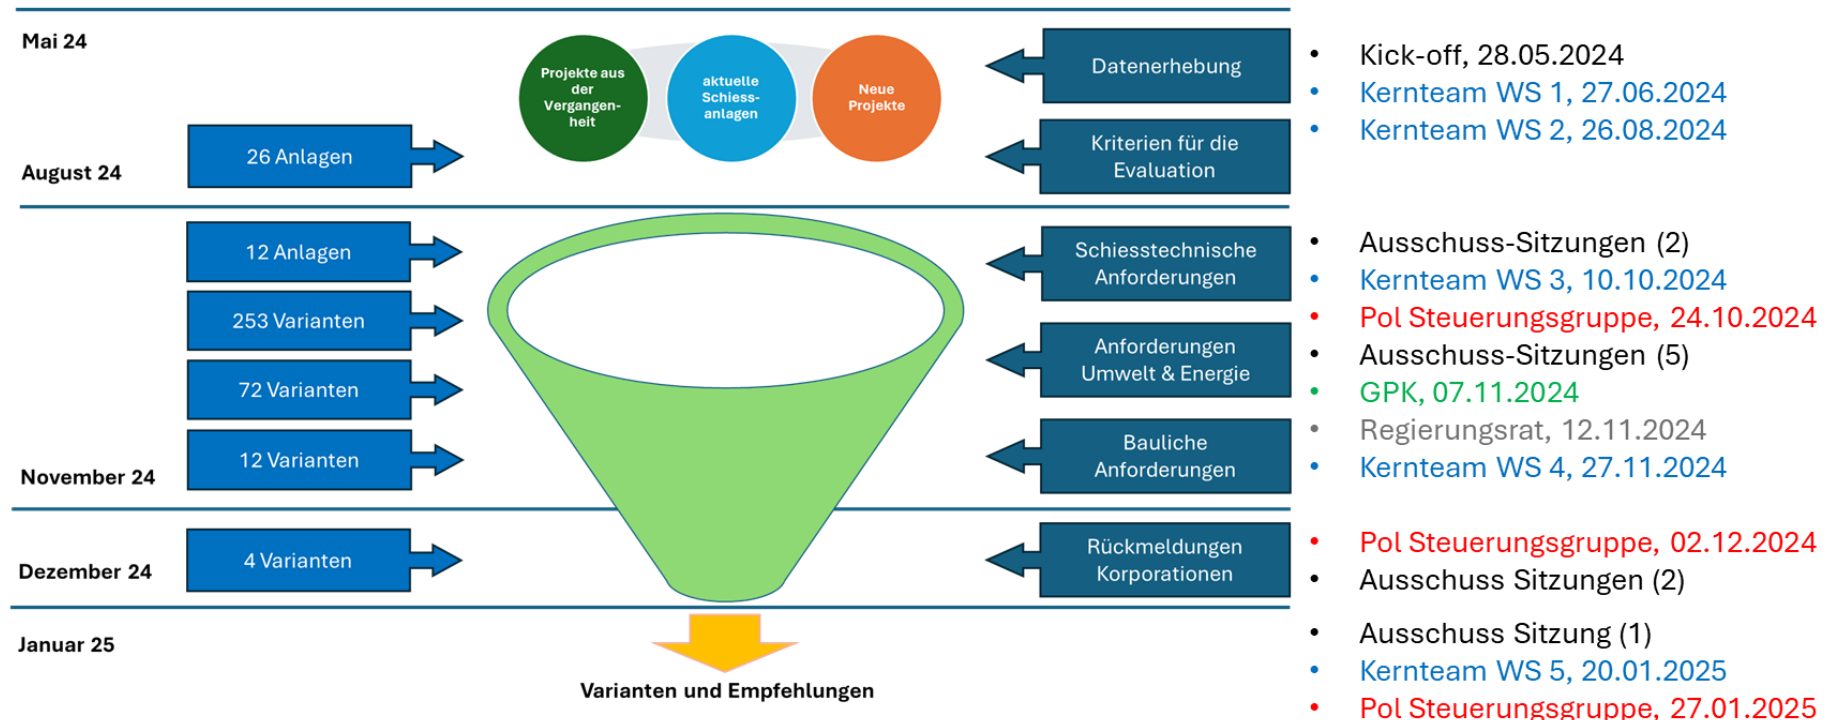 Mai 24
Projekte aus
der
Vergangen-
heit
aktuelle
Schiess-
anlagen
Neue
Projekte
Datenerhebung
• Kick-off, 28.05.2024
• Kernteam WS 1, 27.06.2024
• Kernteam WS 2, 26.08.2024
26 Anlagen
Kriterien für die
Evaluation
August 24
12 Anlagen
253 Varianten
72 Varianten
12 Varianten
November 24
Schiesstechnische
Anforderungen
Anforderungen
Umwelt & Energie
Bauliche
Anforderungen
• Ausschuss-Sitzungen (2)
• Kernteam WS 3, 10.10.2024
• Pol Steuerungsgruppe, 24.10.2024
• Ausschuss-Sitzungen (5)
• GPK, 07.11.2024
• Regierungsrat, 12.11.2024
• Kernteam WS 4, 27.11.2024
4 Varianten
Dezember 24
Rückmeldungen
Korporationen
• Pol Steuerungsgruppe, 02.12.2024
• Ausschuss Sitzungen (2)
Januar 25
Varianten und Empfehlungen
• Ausschuss Sitzung (1)
• Kernteam WS 5, 20.01.2025
• Pol Steuerungsgruppe, 27.01.2025